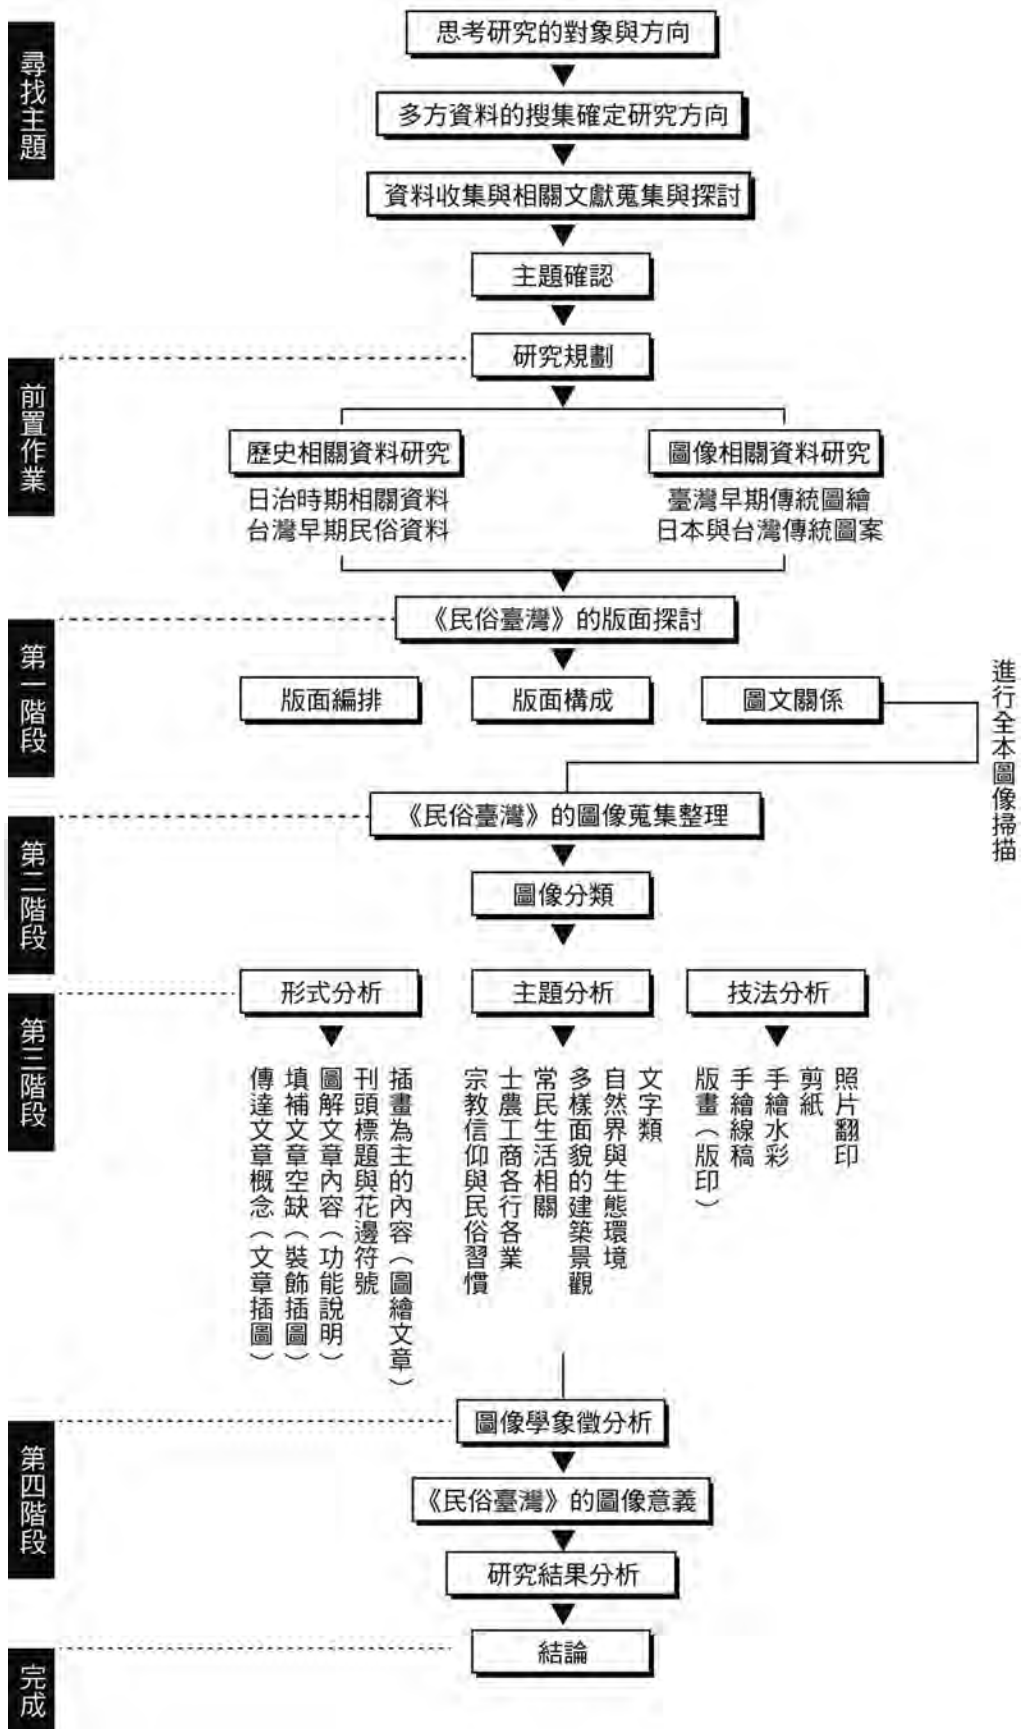 尋找主題
思考研究的對象與方向
多方資料的搜集確定研究方向
資料收集與相關文獻蒐集與探討
主題確認
前置作業
研究規劃
歷史相關資料研究
日治時期相關資料
台灣早期民俗資料
圖像相關資料研究
臺灣早期傳統圖繪
日本與台灣傳統圖案
第一階段
《民俗臺灣》的版面探討
版面編排
版面構成
圖文關係
進行全本圖像掃描
第二階段
《民俗臺灣》的圖像蒐集整理
圖像分類
第三階段
形式分析
插畫為主的內容（圖繪文章）
刊頭標題與花邊符號
圖解文章內容（功能說明）
填補文章空缺（裝飾插圖）
傳達文章概念（文章插圖）
主題分析
文字類
自然界與生態環境
多樣面貌的建築景觀
常民生活相關
士農工商各行各業
宗教信仰與民俗習慣
技法分析
照片翻印
剪紙
手繪水彩
手繪線稿
版畫（版印）
第四階段
圖像學象徵分析
《民俗臺灣》的圖像意義
研究結果分析
完成
結論